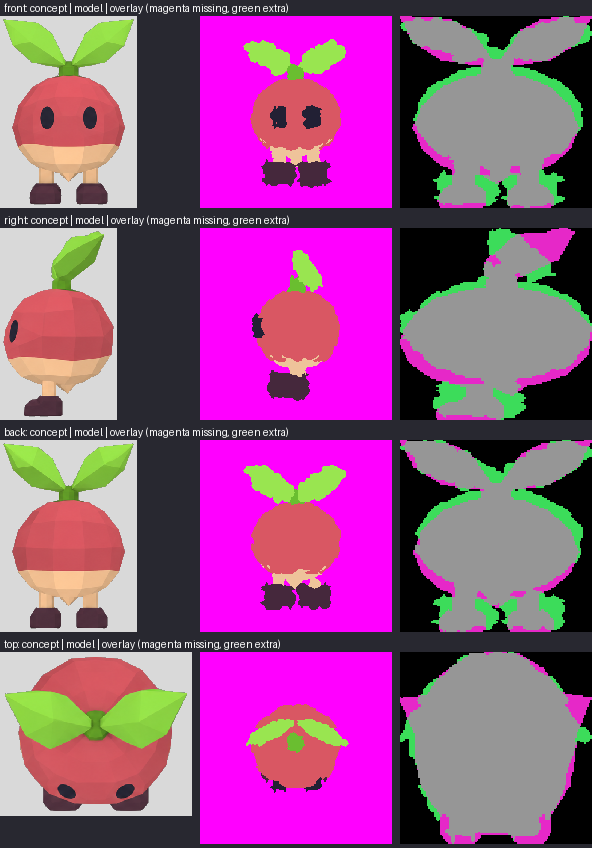 front: concept | model | overlay (magenta missing, green extra)
right: concept | model | overlay (magenta missing, green extra)
back: concept | model | overlay (magenta missing, green extra)
top: concept | model | overlay (magenta missing, green extra)